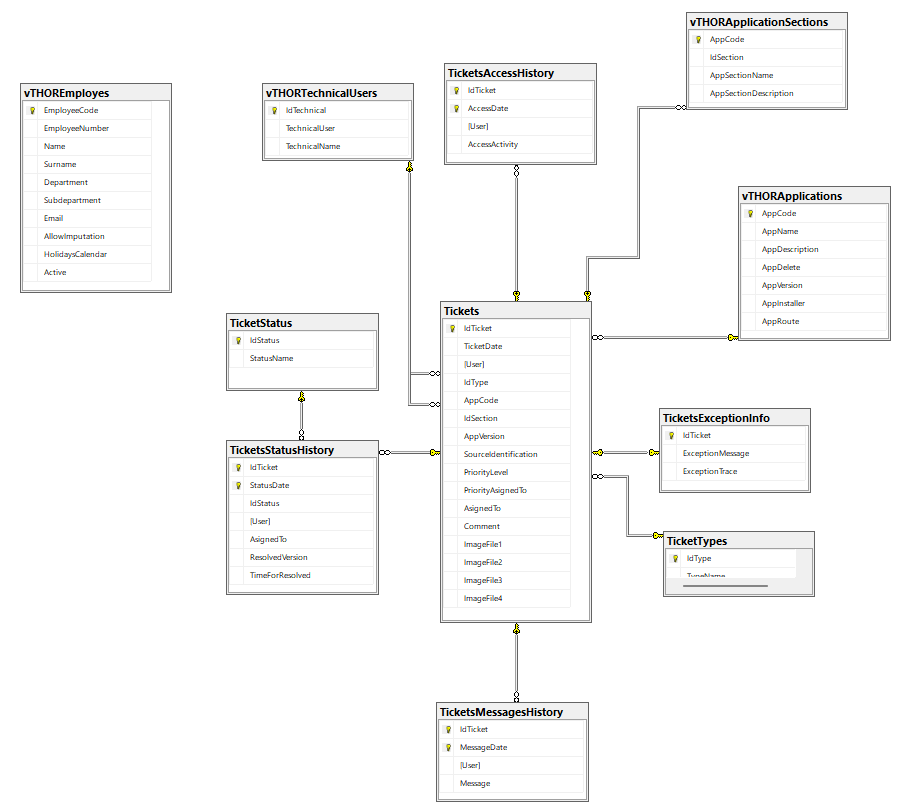 vTHORApplicationSections
AppCode
IdSection
AppSectionName
AppSectionDescription
TicketsAccessHistory
IdTicket
AccessDate
[User]
AccessActivity
vTHOREmployes
EmployeeCode
EmployeeNumber
Name
Surname
Department
Subdepartment
Email
AllowImputation
HolidaysCalendar
Active
vTHORTechnicalUsers
IdTechnical
TechnicalUser
TechnicalName
vTHORApplications
AppCode
AppName
AppDescription
AppDelete
AppVersion
AppInstaller
AppRoute
Tickets
IdTicket
TicketDate
[User]
IdType
AppCode
IdSection
AppVersion
SourceIdentification
PriorityLevel
PriorityAsignedTo
AsignedTo
Comment
ImageFile1
ImageFile2
ImageFile3
ImageFile4
TicketStatus
IdStatus
StatusName
TicketsStatusHistory
IdTicket
StatusDate
IdStatus
[User]
AsignedTo
ResolvedVersion
TimeForResolved
TicketsExceptionInfo
IdTicket
ExceptionMessage
ExceptionTrace
TicketTypes
IdType
TypeName
TicketsMessagesHistory
IdTicket
MessageDate
[User]
Message